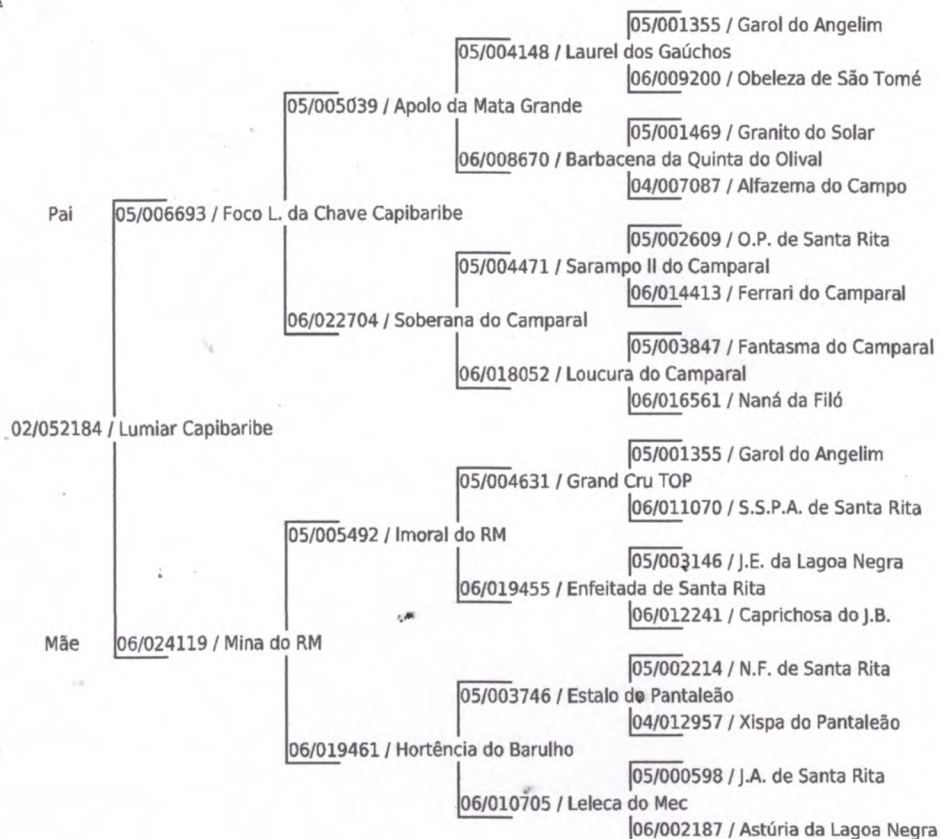 05/001355 / Garol do Angelim
05/004148 / Laurel dos Gaúchos
06/009200 / Obeleza de São Tomé
05/005039 / Apolo da Mata Grande
05/001469 / Granito do Solar
06/008670 / Barbacena da Quinta do Olival
04/007087 / Alfazema do Campo
Pai 05/006693 / Foco L. da Chave Capibaribe
05/002609 / O.P. de Santa Rita
05/004471 / Sarampo II do Camparal
06/014413 / Ferrari do Camparal
06/022704 / Soberana do Camparal
05/003847 / Fantasma do Camparal
06/018052 / Loucura do Camparal
06/016561 / Naná da Filó
02/052184 / Lumiar Capibaribe
05/001355 / Garol do Angelim
05/004631 / Grand Cru TOP
06/011070 / S.S.P.A. de Santa Rita
05/005492 / Imoral do RM
05/003146 / J.E. da Lagoa Negra
06/019455 / Enfeitada de Santa Rita
06/012241 / Caprichosa do J.B.
Mãe 06/024119 / Mina do RM
05/002214 / N.F. de Santa Rita
05/003746 / Estalo do Pantaleão
04/012957 / Xispa do Pantaleão
06/019461 / Hortência do Barulho
05/000598 / J.A. de Santa Rita
06/010705 / Leleca do Mec
06/002187 / Astúria da Lagoa Negra